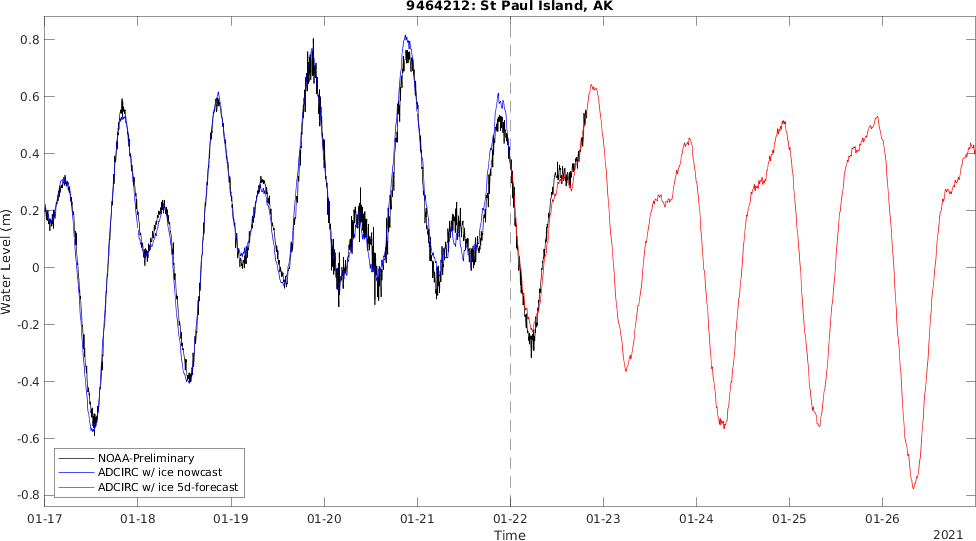 9464212: St Paul Island, AK
Water Level (m)
0.8
0.6
0.4
0.2
0
-0.2
-0.4
-0.6
-0.8
NOAA-Preliminary
ADCIRC w/ ice nowcast
ADCIRC w/ ice 5d-forecast
01-17 01-18 01-19 01-20 01-21 01-22 01-23 01-24 01-25 01-26
Time
2021